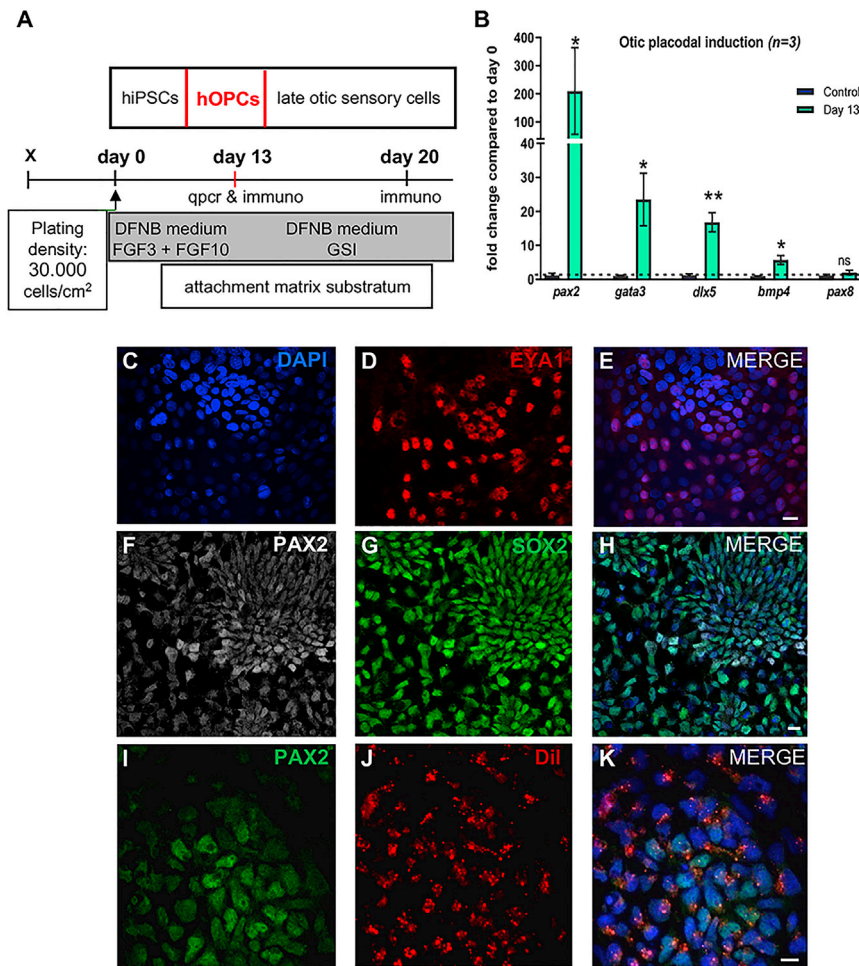 A
hiPSCs hOPCs late otic sensory cells
X day 0 day 13 day 20
qpcr & immuno immuno
Plating
density:
30.000
cells/cm²
DFNB medium DFNB medium
FGF3 + FGF10 GSI
attachment matrix substratum
B
Otic placodal induction (n=3)
fold change compared to day 0
400
300
200
100
40
20
0
* * ** * ns
Control
Day 13
pax2 gata3 dlx5 bmp4 pax8
C DAPI D EYA1 E MERGE
F PAX2 G SOX2 H MERGE
I PAX2 J DiI K MERGE